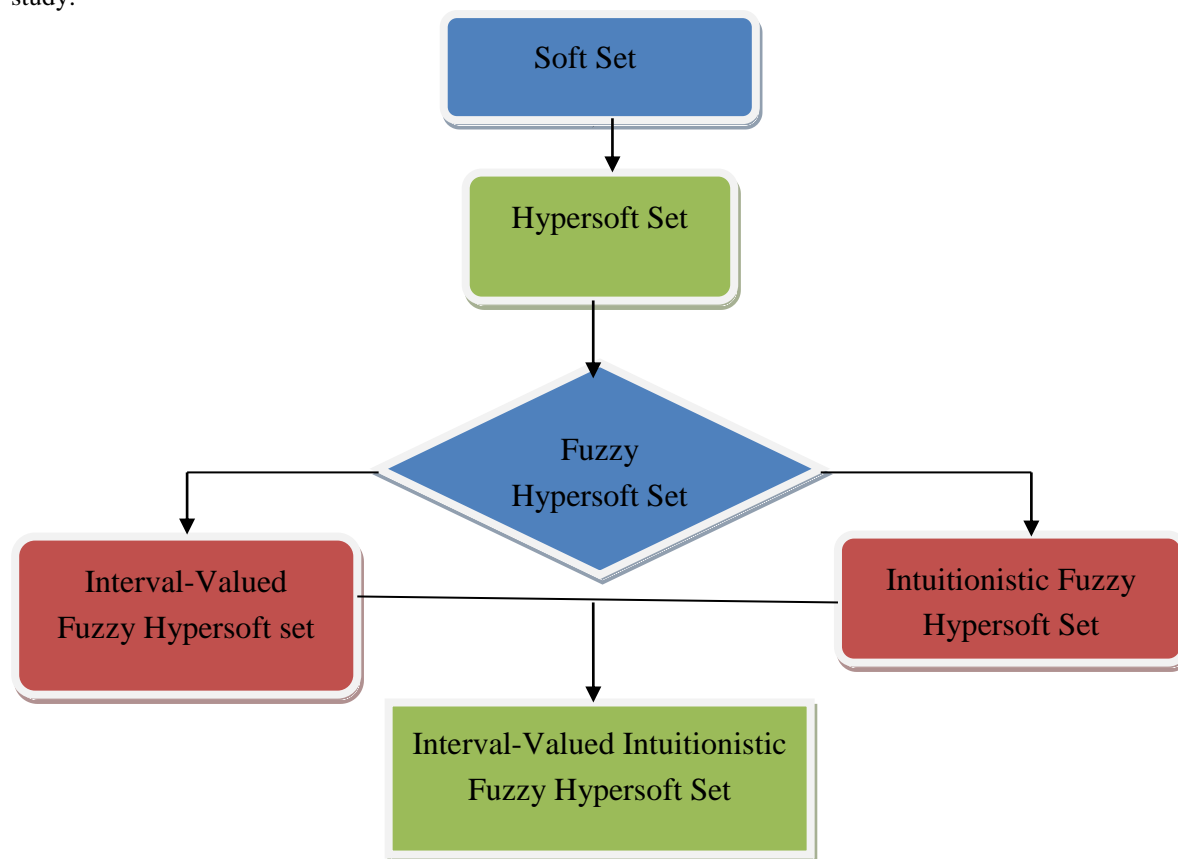 study.
Soft Set
Hypersoft Set
Fuzzy
Hypersoft Set
Interval-Valued
Fuzzy Hypersoft set
Intuitionistic Fuzzy
Hypersoft Set
Interval-Valued Intuitionistic
Fuzzy Hypersoft Set